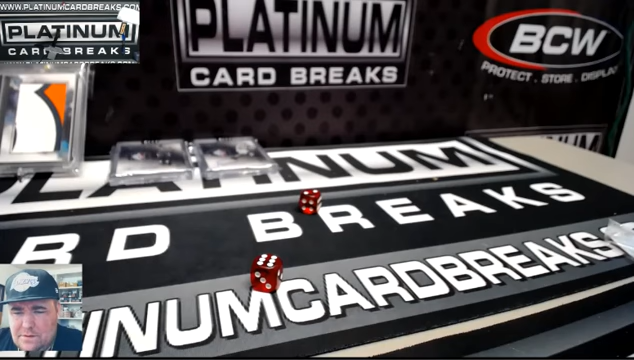 WWW.PLATINUMCARDBREAKS.COM
PLATINUM
CARD BREAKS
PLATINUM
CARD BREAKS
BCW
PROTECT . STORE . DISPLAY
PLATINUM
RD BREAKS
INUMCARDBREAKS